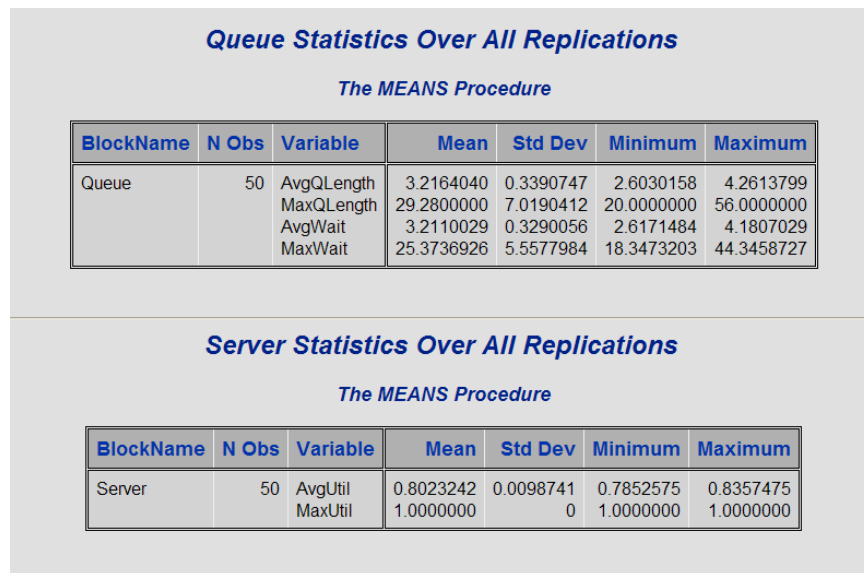 Queue Statistics Over All Replications
The MEANS Procedure
BlockName N Obs Variable Mean Std Dev Minimum Maximum
Queue 50 AvgQLength 3.2164040 0.3390747 2.6030158 4.2613799
MaxQLength 29.2800000 7.0190412 20.0000000 56.0000000
AvgWait 3.2110029 0.3290056 2.6171484 4.1807029
MaxWait 25.3736926 5.5577984 18.3473203 44.3458727
Server Statistics Over All Replications
The MEANS Procedure
BlockName N Obs Variable Mean Std Dev Minimum Maximum
Server 50 AvgUtil 0.8023242 0.0098741 0.7852575 0.8357475
MaxUtil 1.0000000 0 1.0000000 1.0000000